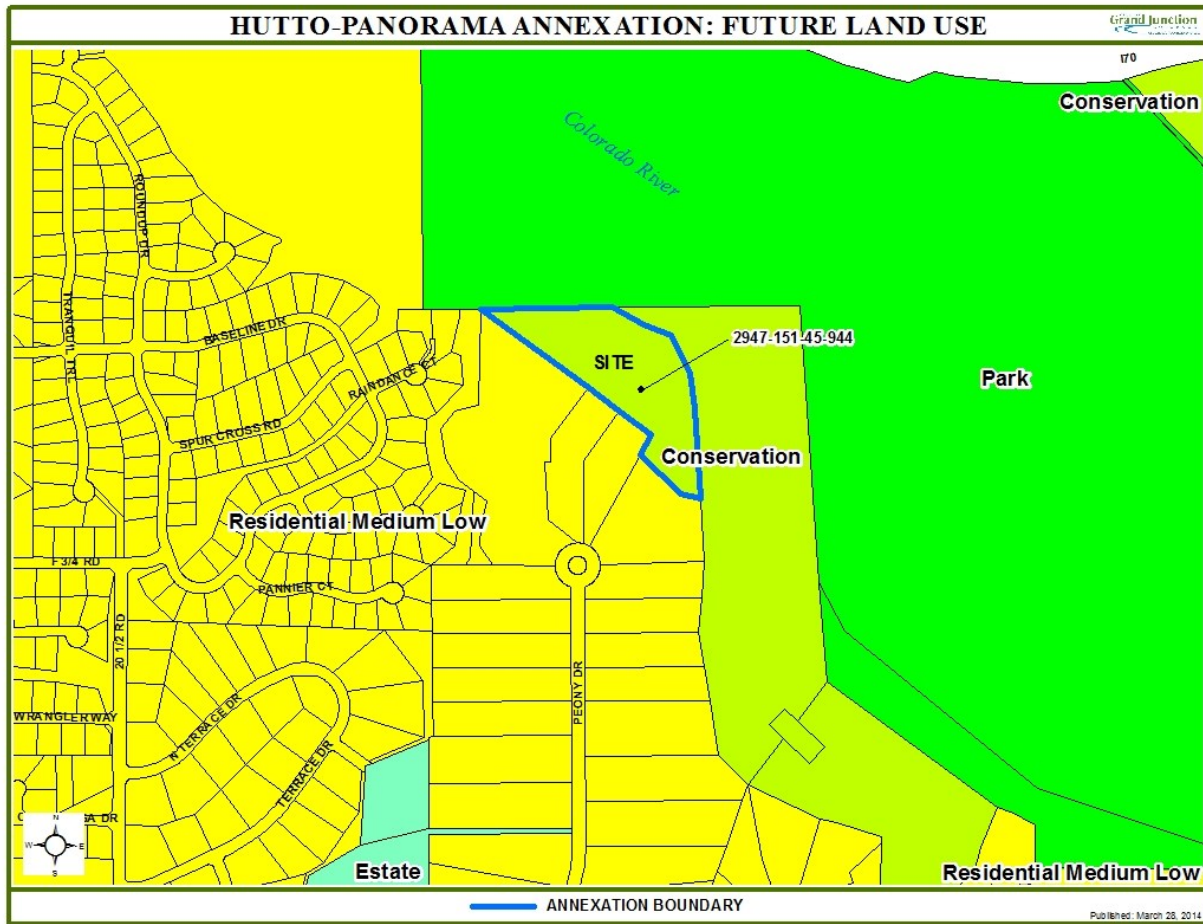 HUTTO-PANORAMA ANNEXATION: FUTURE LAND USE
Grand Junction
I70
Conservation
Colorado River
ROUNDUP DR
TRANQUIL TRL
BASELINE DR
2947-151-45-944
SITE
RAINDANCE CT
Park
SPUR CROSS RD
Conservation
Residential Medium Low
F 3/4 RD
PANNIER CT
20 1/2 RD
PEONY DR
WRANGLER WAY
N TERRACE DR
TERRACE DR
DR
N
W E
S
Estate
Residential Medium Low
ANNEXATION BOUNDARY
Published: March 28, 2014